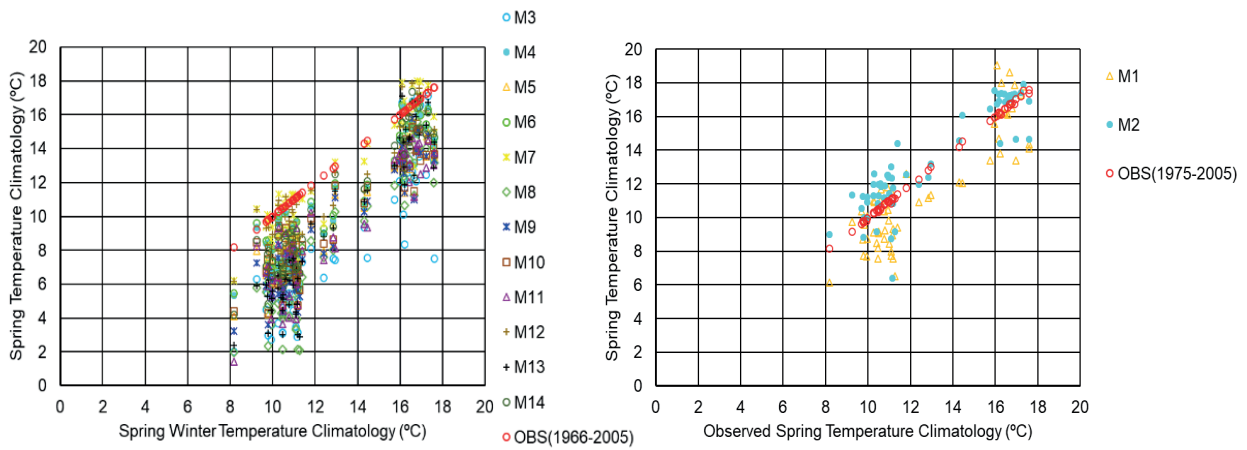 Spring Temperature Climatology (ºC)
20
18
16
14
12
10
8
6
4
2
0
0 2 4 6 8 10 12 14 16 18 20
Spring Winter Temperature Climatology (ºC)
M3
M4
M5
M6
M7
M8
M9
M10
M11
M12
M13
M14
OBS(1966-2005)
Spring Temperature Climatology (ºC)
20
18
16
14
12
10
8
6
4
2
0
0 2 4 6 8 10 12 14 16 18 20
Observed Spring Temperature Climatology (ºC)
M1
M2
OBS(1975-2005)